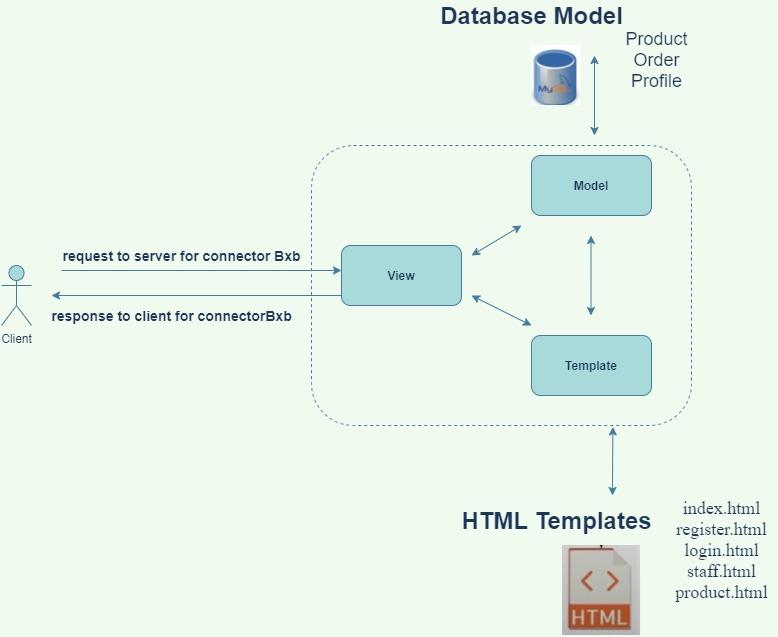 Database Model
Product
Order
Profile
MySQL
Model
request to server for connector Bxb
View
response to client for connectorBxb
Client
Template
HTML Templates
index.html
register.html
login.html
staff.html
product.html
HTML